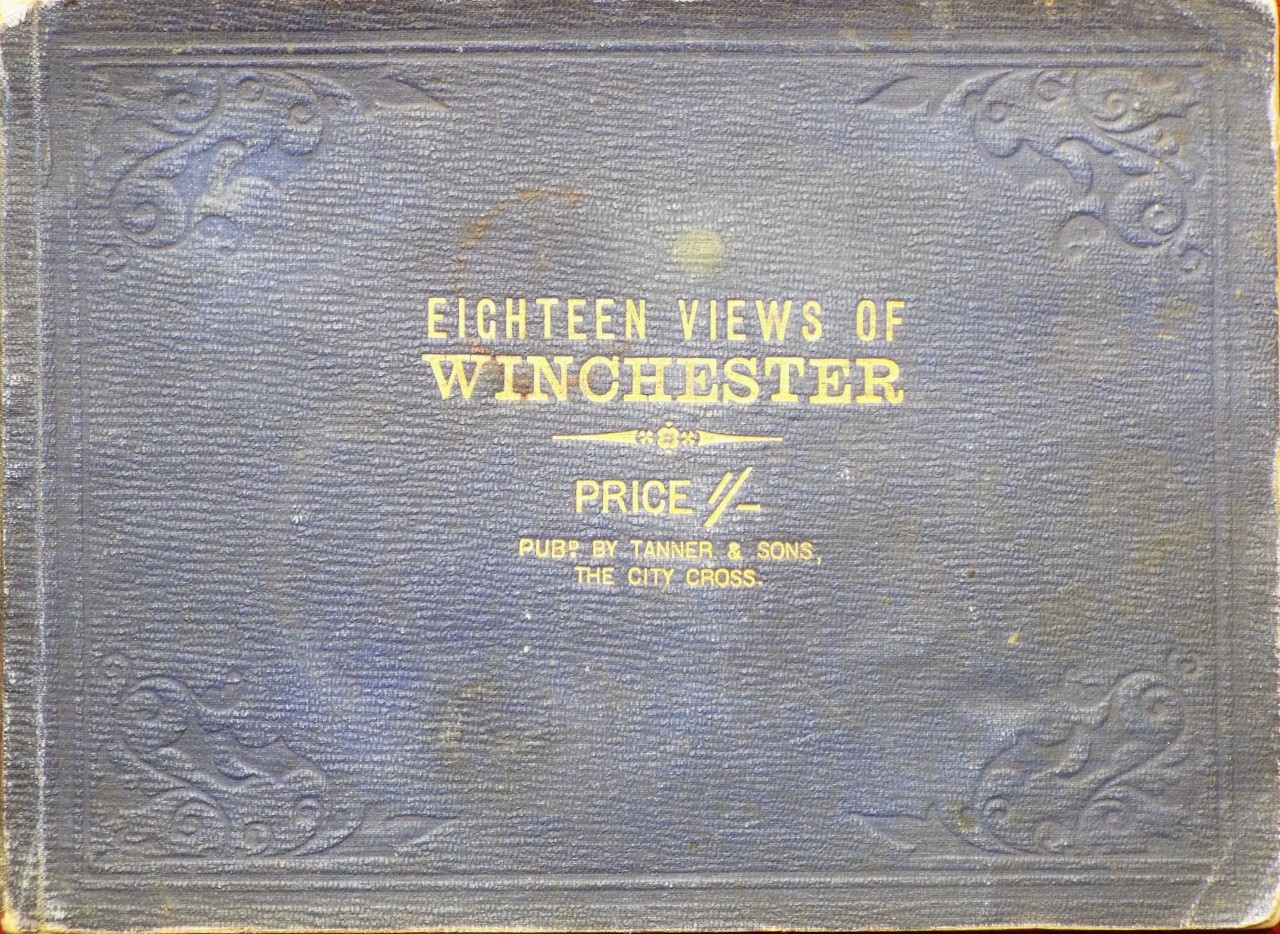 EIGHTEEN VIEWS OF
WINCHESTER
PRICE 1/-
PUBD. BY TANNER & SONS,
THE CITY CROSS.